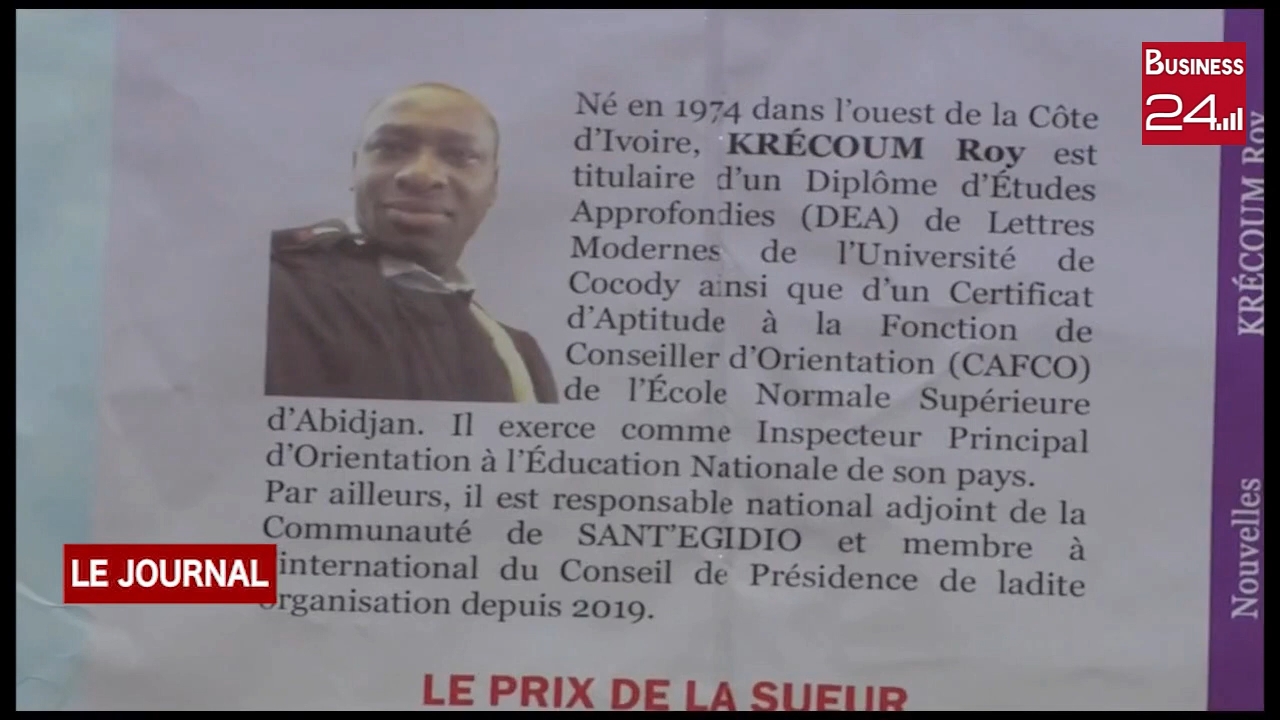 BUSINESS
24
Né en 1974 dans l'ouest de la Côte
d'Ivoire, KRÉCOUM Roy est
titulaire d'un Diplôme d'Études
Approfondies (DEA) de Lettres
Modernes de l'Université de
Cocody ainsi que d'un Certificat
d'Aptitude à la Fonction de
Conseiller d'Orientation (CAFCO)
de l'École Normale Supérieure
d'Abidjan. Il exerce comme Inspecteur Principal
d'Orientation à l'Éducation Nationale de son pays.
Par ailleurs, il est responsable national adjoint de la
Communauté de SANT'EGIDIO et membre à
l'international du Conseil de Présidence de ladite
organisation depuis 2019.
LE PRIX DE LA SUEUR
KRÉCOUM Roy
Nouvelles
LE JOURNAL